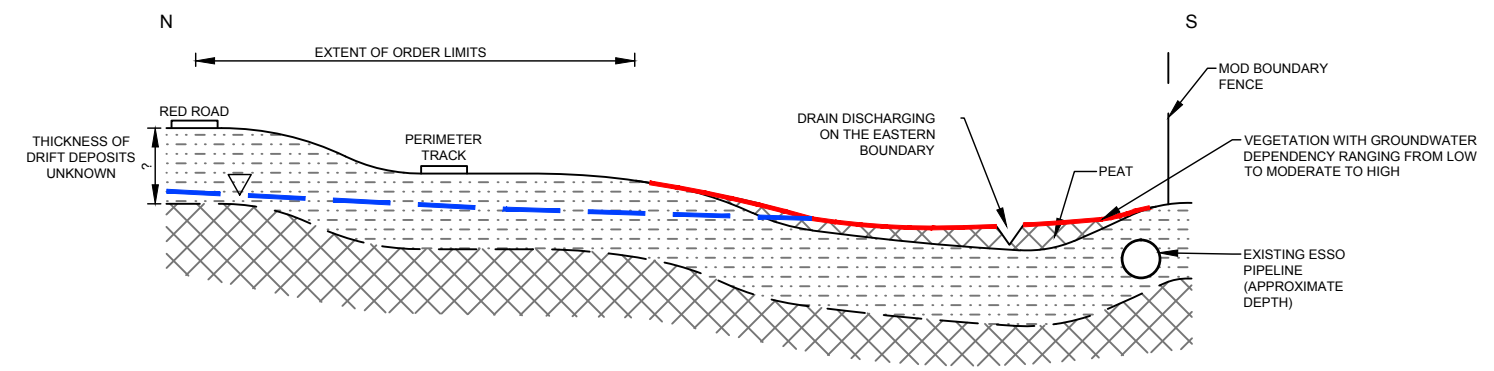 N
S
EXTENT OF ORDER LIMITS
MOD BOUNDARY
FENCE
RED ROAD
THICKNESS OF
DRIFT DEPOSITS
UNKNOWN
?
PERIMETER
TRACK
DRAIN DISCHARGING
ON THE EASTERN
BOUNDARY
VEGETATION WITH GROUNDWATER
DEPENDENCY RANGING FROM LOW
TO MODERATE TO HIGH
PEAT
EXISTING ESSO
PIPELINE
(APPROXIMATE
DEPTH)